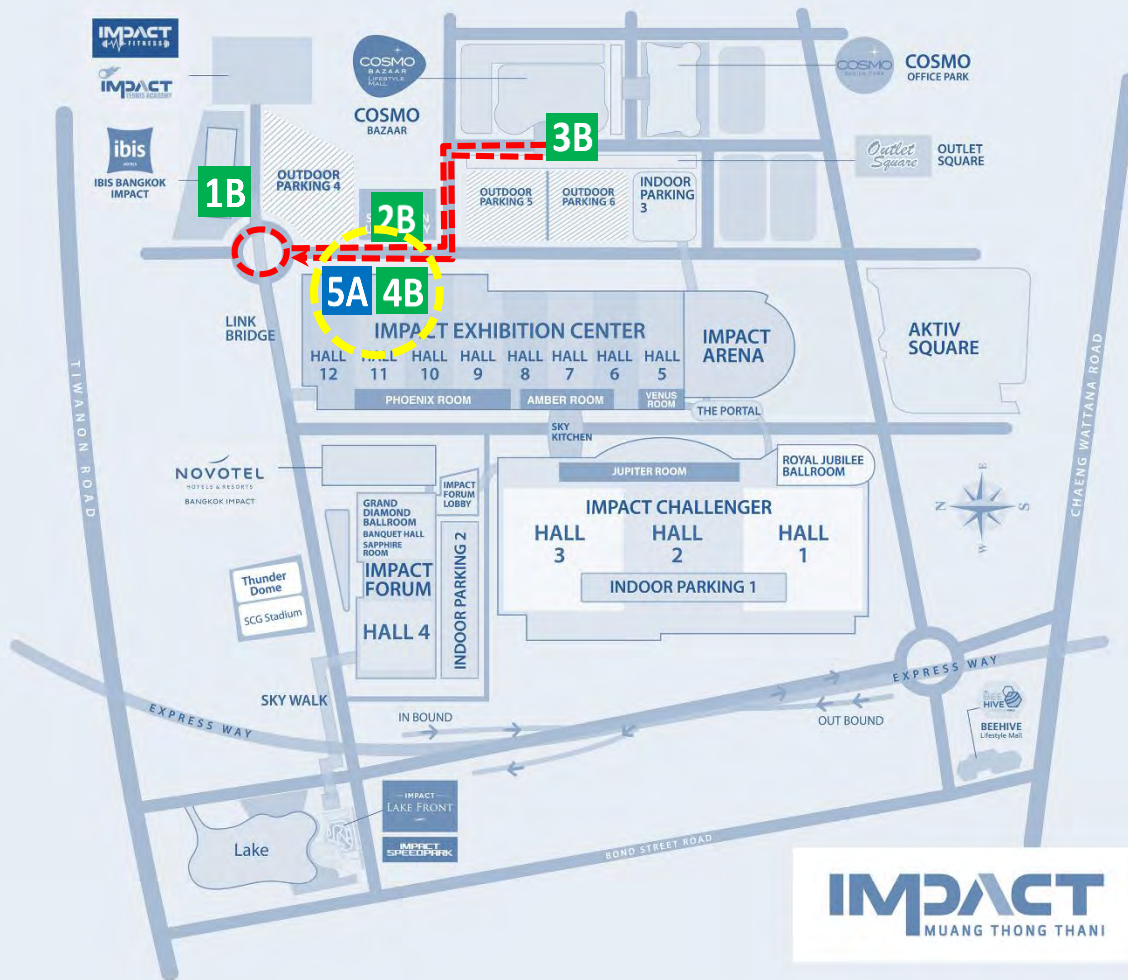 IMPACT
FITNESS
IMPACT
TENNIS ACADEMY
ibis
HOTELS
IBIS BANGKOK
IMPACT
COSMO
BAZAAR
LIFESTYLE
MALL
COSMO
BAZAAR
COSMO
OFFICE PARK
COSMO
OFFICE PARK
Outlet
Square
OUTLET
SQUARE
1B
OUTDOOR
PARKING 4
2B
3B
OUTDOOR
PARKING 5
OUTDOOR
PARKING 6
INDOOR
PARKING
3
5A
4B
LINK
BRIDGE
IMPACT EXHIBITION CENTER
HALL
12
HALL
11
HALL
10
HALL
9
HALL
8
HALL
7
HALL
6
HALL
5
PHOENIX ROOM
AMBER ROOM
VENUS
ROOM
IMPACT
ARENA
AKTIV
SQUARE
THE PORTAL
SKY
KITCHEN
TIWANON ROAD
CHAENG WATTANA ROAD
NOVOTEL
HOTELS & RESORTS
BANGKOK IMPACT
IMPACT
FORUM
LOBBY
GRAND
DIAMOND
BALLROOM
BANQUET HALL
SAPPHIRE
ROOM
IMPACT
FORUM
HALL 4
INDOOR PARKING 2
JUPITER ROOM
ROYAL JUBILEE
BALLROOM
IMPACT CHALLENGER
HALL
3
HALL
2
HALL
1
INDOOR PARKING 1
E
N
S
W
Thunder
Dome
SCG Stadium
SKY WALK
EXPRESS WAY
IN BOUND
OUT BOUND
EXPRESS WAY
BEE
HIVE
BEEHIVE
Lifestyle Mall
IMPACT
LAKE FRONT
IMPACT
SPEEDPARK
Lake
BOND STREET ROAD
IMPACT
MUANG THONG THANI